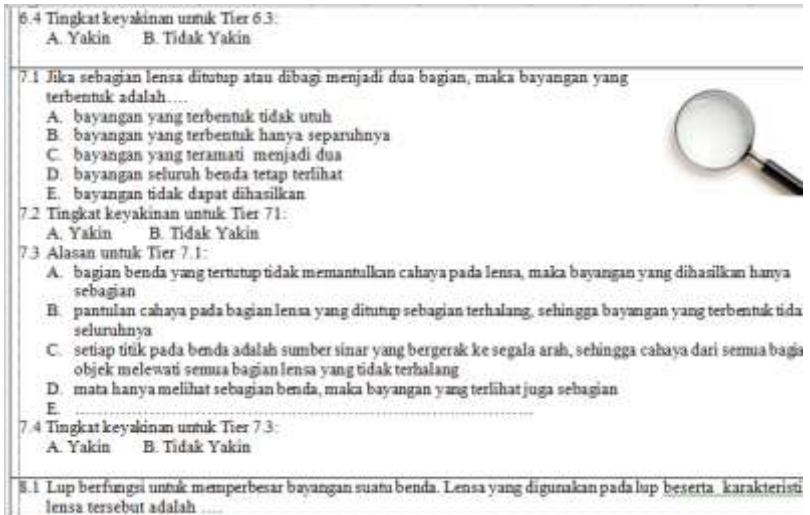 6.4 Tingkat keyakinan untuk Tier 6.3:
A. Yakin B. Tidak Yakin
7.1 Jika sebagian lensa ditutup atau dibagi menjadi dua bagian, maka bayangan yang
terbentuk adalah....
A. bayangan yang terbentuk tidak utuh
B. bayangan yang terbentuk hanya separuhnya
C. bayangan yang teramati menjadi dua
D. bayangan seluruh benda tetap terlihat
E. bayangan tidak dapat dihasilkan
7.2 Tingkat keyakinan untuk Tier 71:
A. Yakin B. Tidak Yakin
7.3 Alasan untuk Tier 7.1:
A. bagian benda yang tertutup tidak memantulkan cahaya pada lensa, maka bayangan yang dihasilkan hanya
sebagian
B. pantulan cahaya pada bagian lensa yang ditutup sebagian terhalang, sehingga bayangan yang terbentuk tida
seluruhnya
C. setiap titik pada benda adalah sumber sinar yang bergerak ke segala arah, sehingga cahaya dari semua bagia
objek melewati semua bagian lensa yang tidak terhalang
D. mata hanya melihat sebagian benda, maka bayangan yang terlihat juga sebagian
E. ....................................................................
7.4 Tingkat keyakinan untuk Tier 7.3:
A. Yakin B. Tidak Yakin
8.1 Lup berfungsi untuk memperbesar bayangan suatu benda. Lensa yang digunakan pada lup beserta karakteristi
lensa tersebut adalah ....